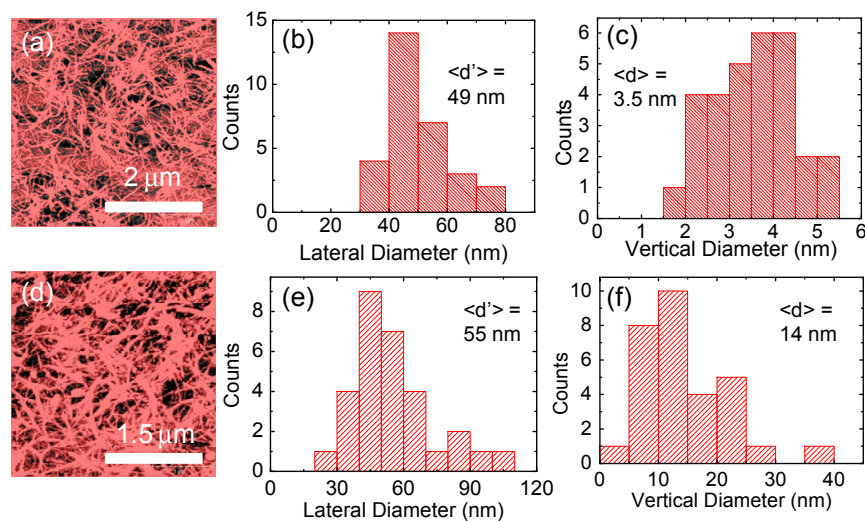 (a)
2 μm
(b)
<d'> =
49 nm
Counts
15
10
5
0
0 20 40 60 80
Lateral Diameter (nm)
(c)
<d> =
3.5 nm
Counts
6
5
4
3
2
1
0
0 1 2 3 4 5 6
Vertical Diameter (nm)
(d)
1.5 μm
(e)
<d'> =
55 nm
Counts
8
6
4
2
0
0 30 60 90 120
Lateral Diameter (nm)
(f)
<d> =
14 nm
Counts
10
8
6
4
2
0
0 10 20 30 40
Vertical Diameter (nm)